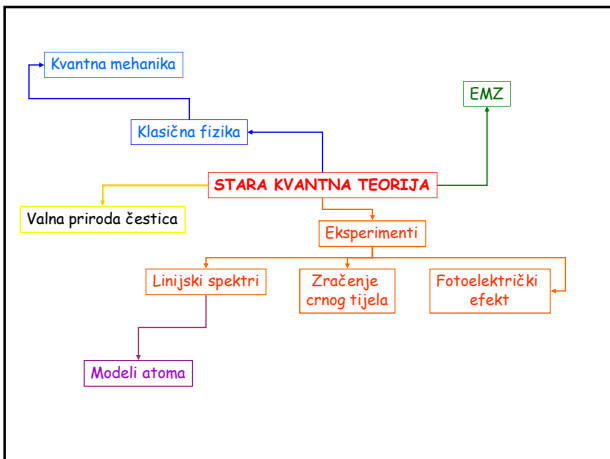 Kvantna mehanika
EMZ
Klasična fizika
STARA KVANTNA TEORIJA
Valna priroda čestica
Eksperimenti
Linijski spektri
Zračenje
crnog tijela
Fotoelektrički
efekt
Modeli atoma